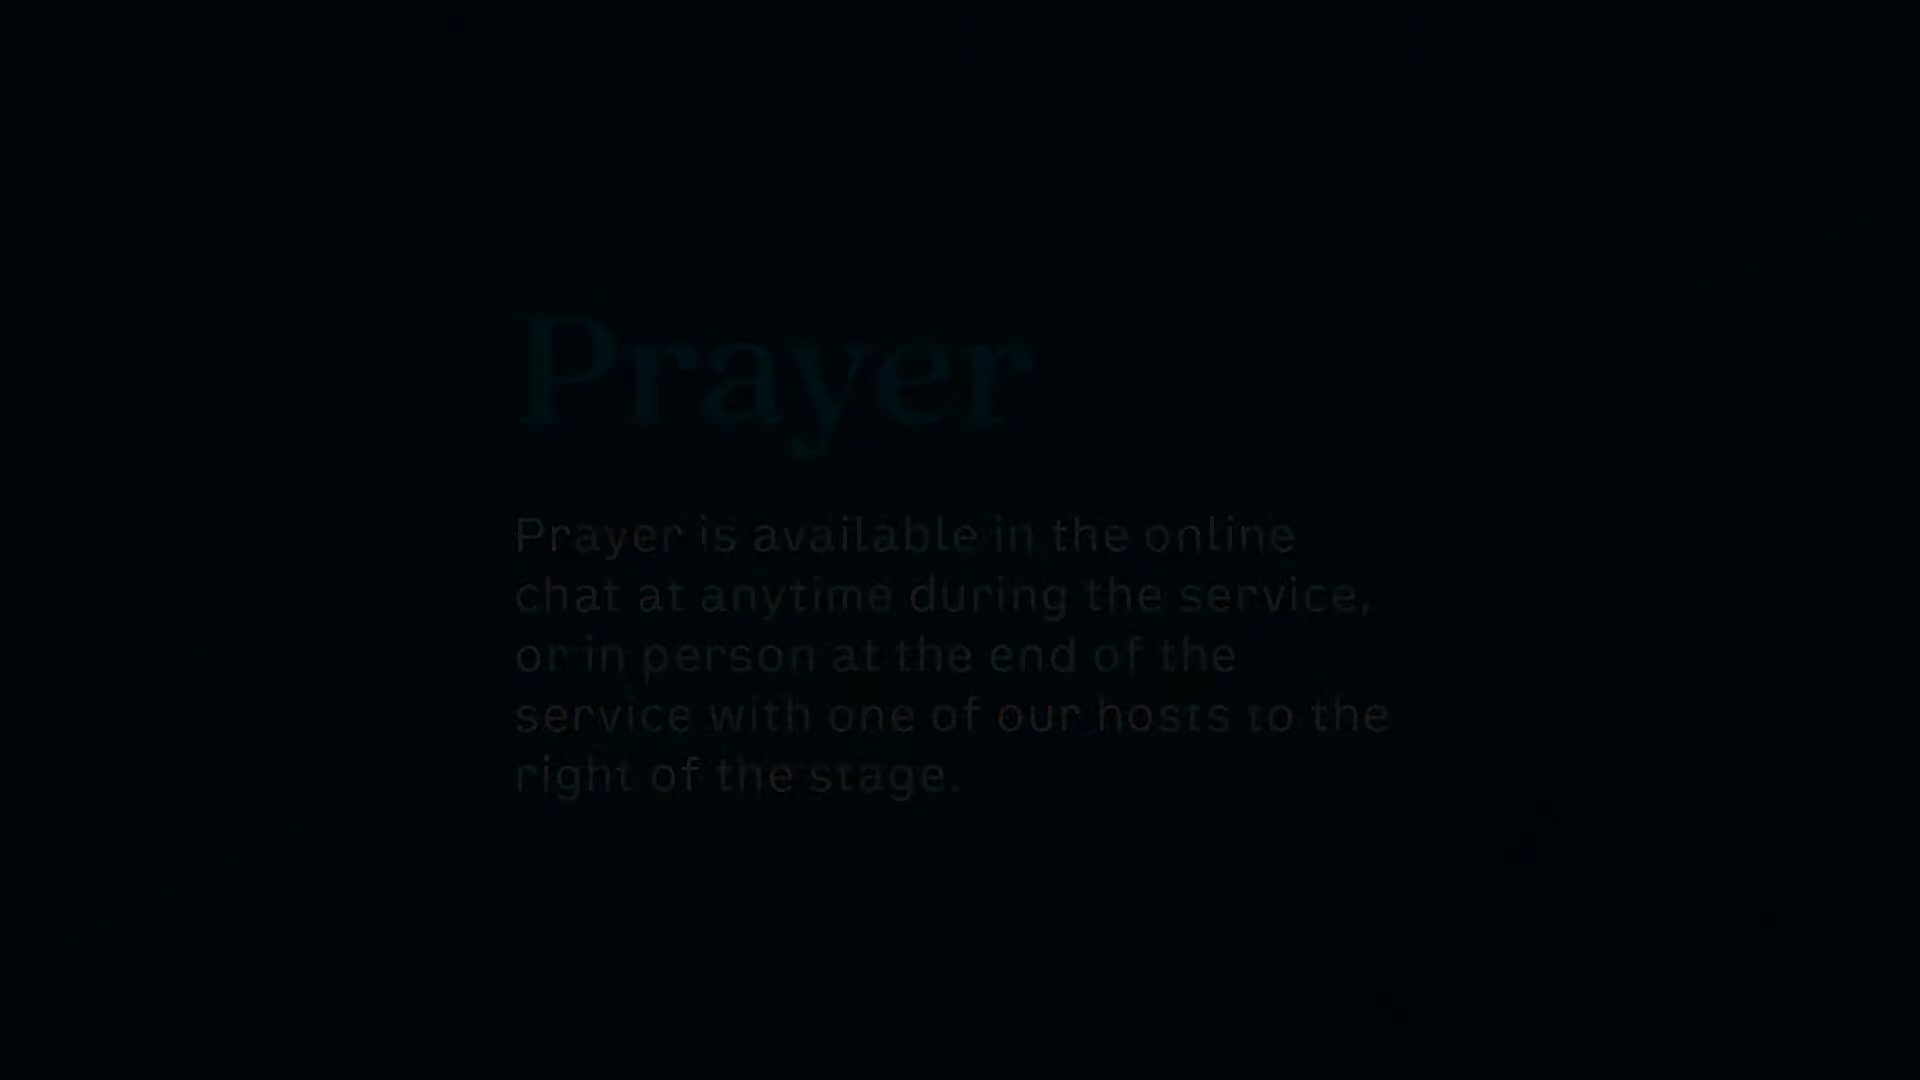 Prayer
Prayer is available in the online
chat at anytime during the service,
or in person at the end of the
service with one of our hosts to the
right of the stage.